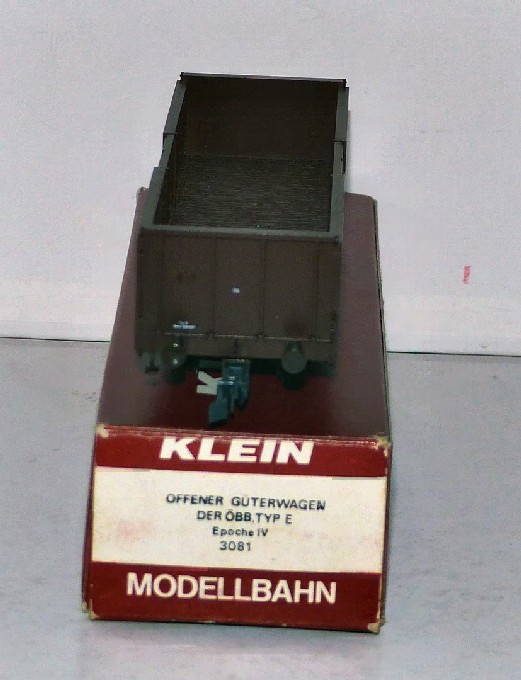 KLEIN
OFFENER GÜTERWAGEN
DER ÖBB, TYP E
Epoche IV
3081
MODELLBAHN